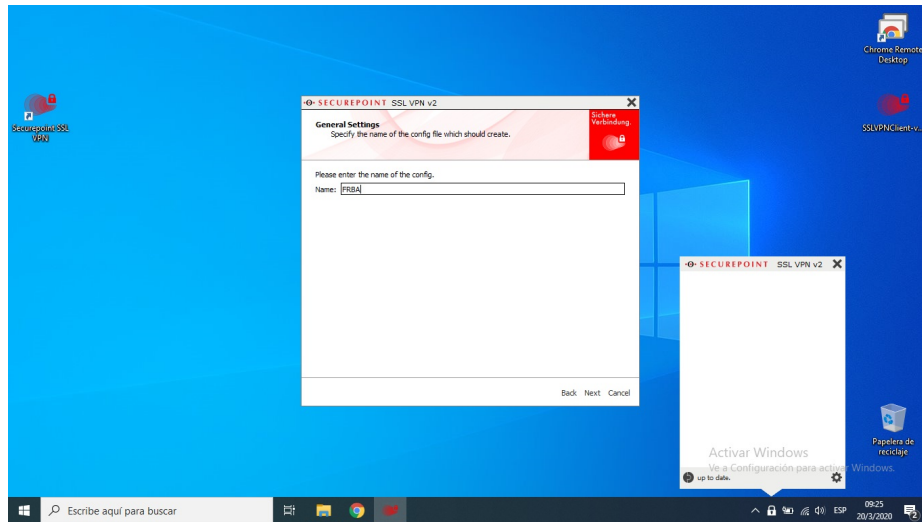 Chrome Remote
Desktop
Securepoint SSL
VPN
SSLVPNClient-v...
SECUREPOINT SSL VPN v2
General Settings
Specify the name of the config file which should create.
Sichere
Verbindung.
Please enter the name of the config.
Name: FRBA
Back Next Cancel
SECUREPOINT SSL VPN v2
Activar Windows
Ve a Configuración para activar Windows.
up to date.
Papelera de
reciclaje
Escribe aquí para buscar
ESP
09:25
20/3/2020
2